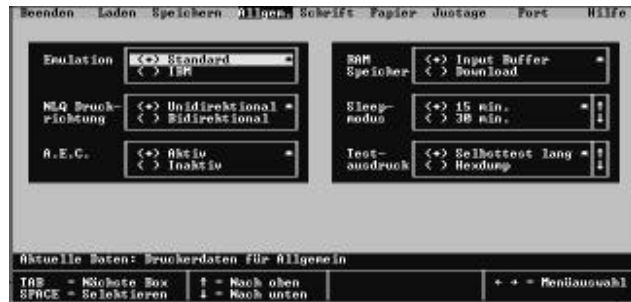 Beenden Laden Speichern Allgem. Schrift Papier Justage Port Hilfe
Emulation (•) Standard
( ) IBM
RAM Speicher (•) Input Buffer
( ) Download
NLQ Druck-richtung (•) Unidirektional
( ) Bidirektional
Sleep-modus (•) 15 min.
( ) 30 min.
A.E.C. (•) Aktiv
( ) Inaktiv
Test-ausdruck (•) Selbsttest lang
( ) Hexdump
Aktuelle Daten: Druckerdaten für Allgemein
TAB = Nächste Box ↑ = Nach oben ← → = Menüauswahl
SPACE = Selektieren ↓ = Nach unten